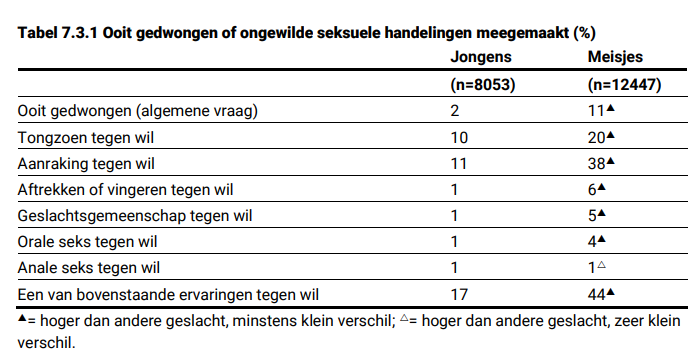 Tabel 7.3.1 Ooit gedwongen of ongewilde seksuele handelingen meegemaakt (%)
Jongens Meisjes
(n=8053) (n=12447)
Ooit gedwongen (algemene vraag) 2 11▲
Tongzoen tegen wil 10 20▲
Aanraking tegen wil 11 38▲
Aftrekken of vingeren tegen wil 1 6▲
Geslachtsgemeenschap tegen wil 1 5▲
Orale seks tegen wil 1 4▲
Anale seks tegen wil 1 1△
Een van bovenstaande ervaringen tegen wil 17 44▲
▲= hoger dan andere geslacht, minstens klein verschil; △= hoger dan andere geslacht, zeer klein
verschil.